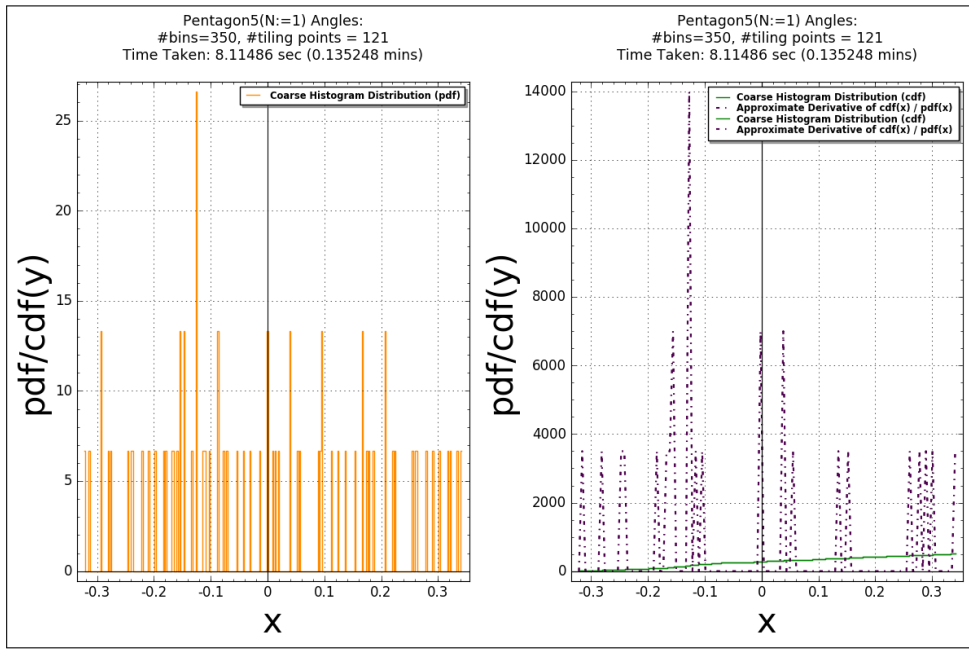 Pentagon5(N:=1) Angles:
#bins=350, #tiling points = 121
Time Taken: 8.11486 sec (0.135248 mins)
Coarse Histogram Distribution (pdf)
25
20
15
10
5
0
pdf/cdf(y)
-0.3 -0.2 -0.1 0 0.1 0.2 0.3
x
Pentagon5(N:=1) Angles:
#bins=350, #tiling points = 121
Time Taken: 8.11486 sec (0.135248 mins)
Coarse Histogram Distribution (cdf)
Approximate Derivative of cdf(x) / pdf(x)
Coarse Histogram Distribution (cdf)
Approximate Derivative of cdf(x) / pdf(x)
14000
12000
10000
8000
6000
4000
2000
0
pdf/cdf(y)
-0.3 -0.2 -0.1 0 0.1 0.2 0.3
x